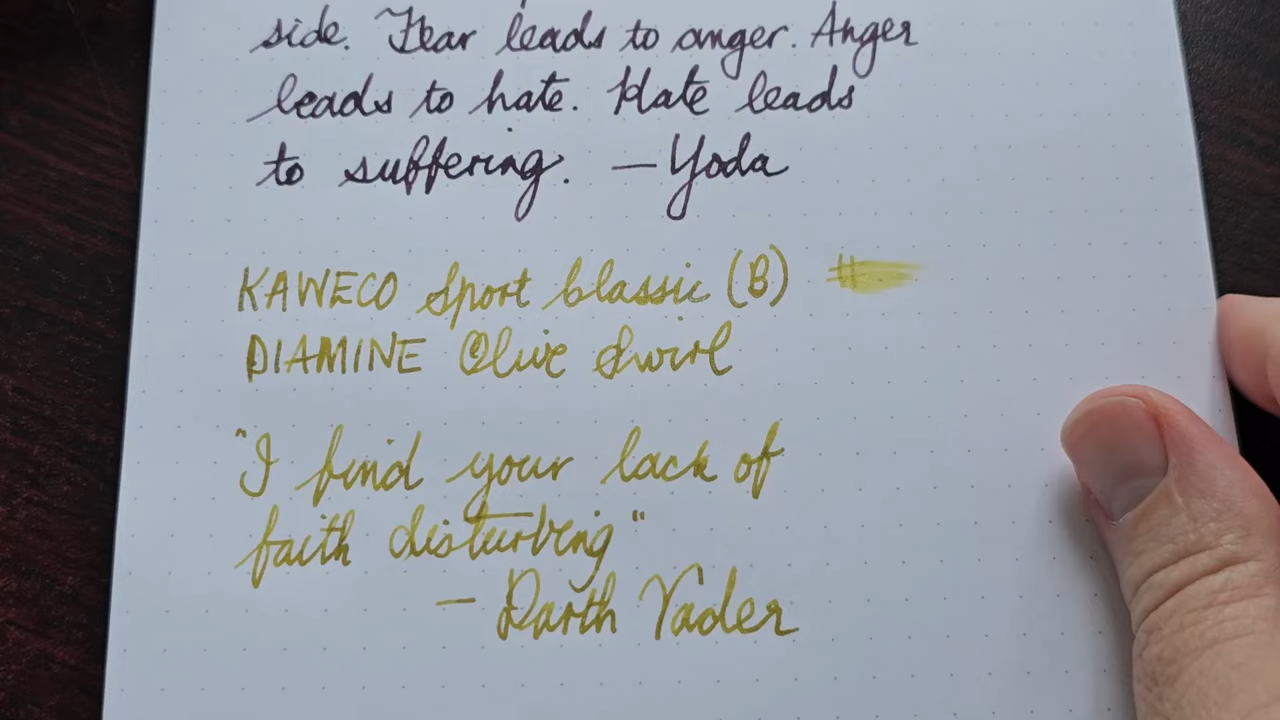 side. Fear leads to anger. Anger
leads to hate. Hate leads
to suffering. — Yoda
KAWECO Sport Classic (B)
DIAMINE Olive Swirl
"I find your lack of
faith disturbing"
— Darth Vader